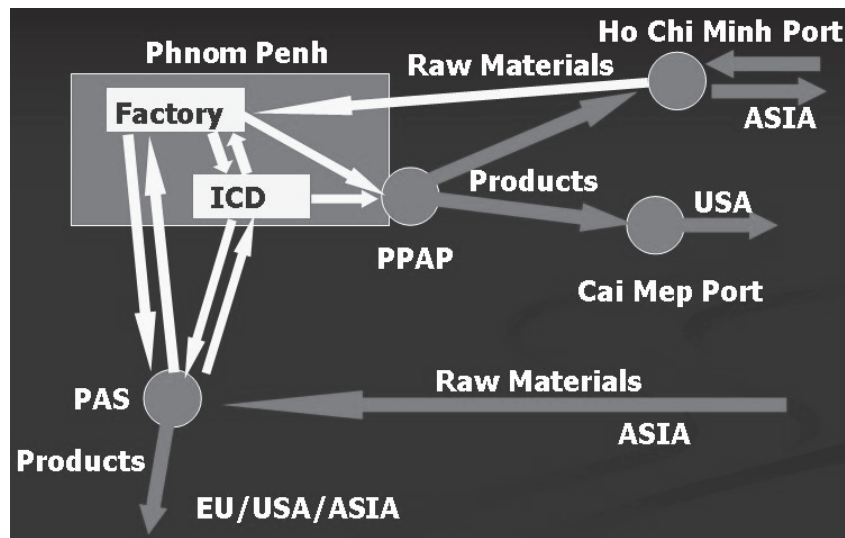 Ho Chi Minh Port
Phnom Penh
Raw Materials
Factory
ASIA
Products
ICD
USA
PPAP
Cai Mep Port
Raw Materials
PAS
ASIA
Products
EU/USA/ASIA